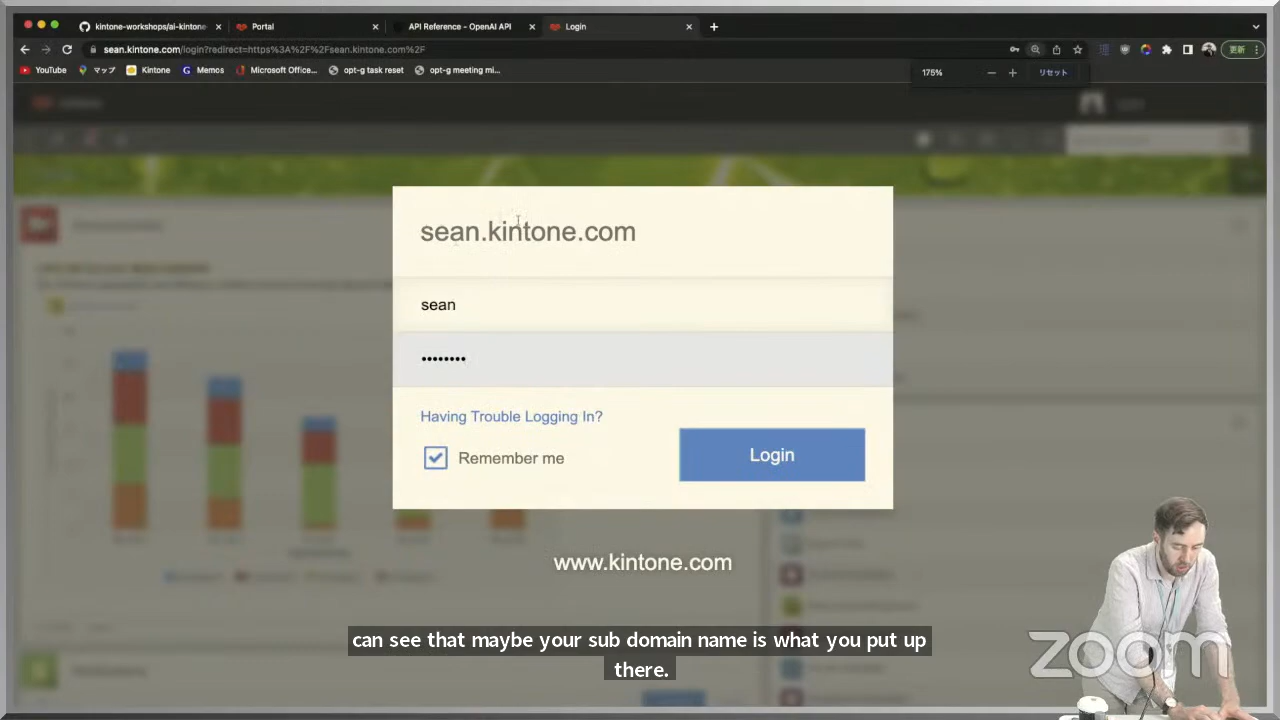 kintone-workshops/ai-kintone
Portal
API Reference - OpenAI API
Login
sean.kintone.com/login?redirect=https%3A%2F%2Fsean.kintone.com%2F
更新
YouTube
マップ
Kintone
Memos
Microsoft Office...
opt-g task reset
opt-g meeting mi...
175%
リセット
sean.kintone.com
sean
Having Trouble Logging In?
Remember me
Login
www.kintone.com
can see that maybe your sub domain name is what you put up
there.
zoom